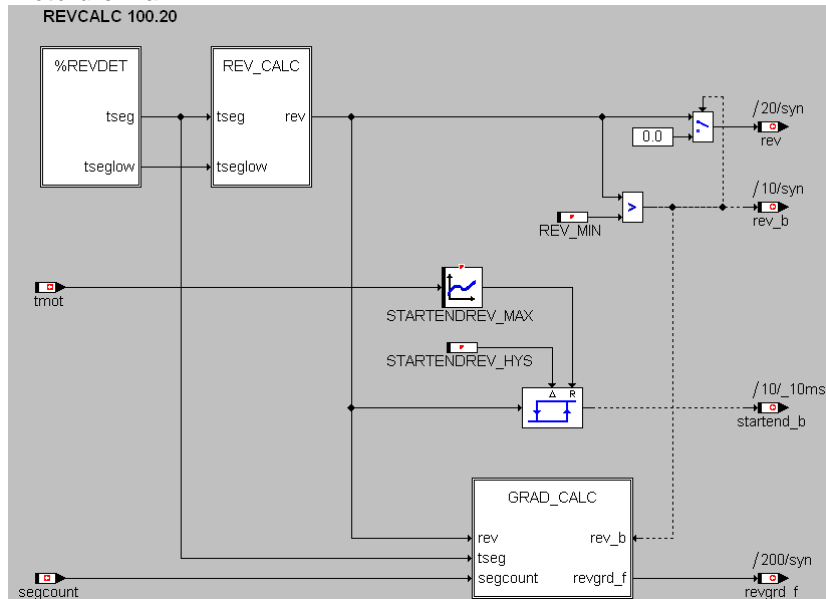 REVCALC 100.20
%REVDET
REV_CALC
tseg
tseg
rev
tseglow
tseglow
0.0
/20/syn
rev
REV_MIN
>
/10/syn
rev_b
tmot
STARTENDREV_MAX
STARTENDREV_HYS
Δ R
/10/_10ms
startend_b
GRAD_CALC
rev
rev_b
tseg
segcount
revgrd_f
segcount
/200/syn
revgrd_f